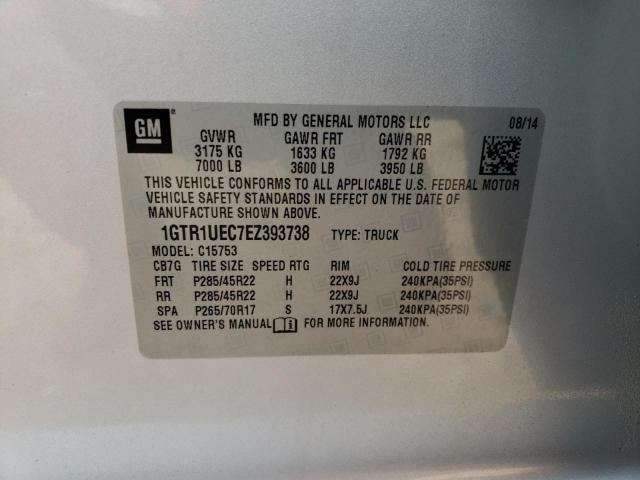 GM
MFD BY GENERAL MOTORS LLC 08/14
GVWR GAWR FRT GAWR RR
3175 KG 1633 KG 1792 KG
7000 LB 3600 LB 3950 LB
THIS VEHICLE CONFORMS TO ALL APPLICABLE U.S. FEDERAL MOTOR
VEHICLE SAFETY STANDARDS IN EFFECT ON THE DATE OF
MANUFACTURE SHOWN ABOVE.
1GTR1UEC7EZ393738 TYPE: TRUCK
MODEL: C15753
CB7G TIRE SIZE SPEED RTG RIM COLD TIRE PRESSURE
FRT P285/45R22 H 22X9J 240KPA(35PSI)
RR P285/45R22 H 22X9J 240KPA(35PSI)
SPA P265/70R17 S 17X7.5J 240KPA(35PSI)
SEE OWNER'S MANUAL FOR MORE INFORMATION.